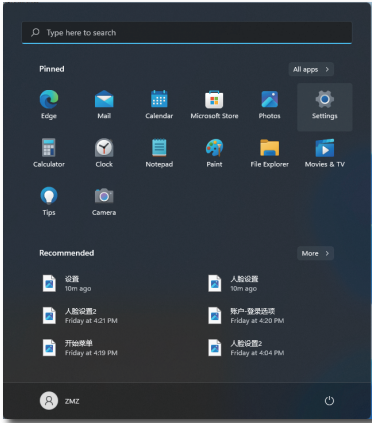 Type here to search
Pinned
All apps >
Edge
Mail
Calendar
Microsoft Store
Photos
Settings
Calculator
Clock
Notepad
Paint
File Explorer
Movies & TV
Tips
Camera
Recommended
More >
设置
10m ago
人脸设置
10m ago
人脸设置2
Friday at 4:21 PM
账户-登录选项
Friday at 4:20 PM
开始菜单
Friday at 4:19 PM
人脸设置2
Friday at 4:04 PM
ZMZ